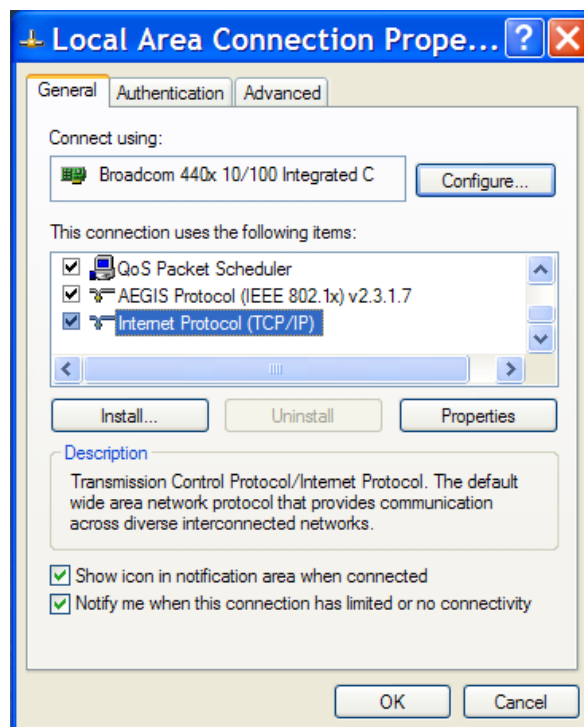 Local Area Connection Prope... ?
General Authentication Advanced
Connect using:
Broadcom 440x 10/100 Integrated C Configure...
This connection uses the following items:
QoS Packet Scheduler
AEGIS Protocol (IEEE 802.1x) v2.3.1.7
Internet Protocol (TCP/IP)
Install... Uninstall Properties
Description
Transmission Control Protocol/Internet Protocol. The default
wide area network protocol that provides communication
across diverse interconnected networks.
Show icon in notification area when connected
Notify me when this connection has limited or no connectivity
OK Cancel